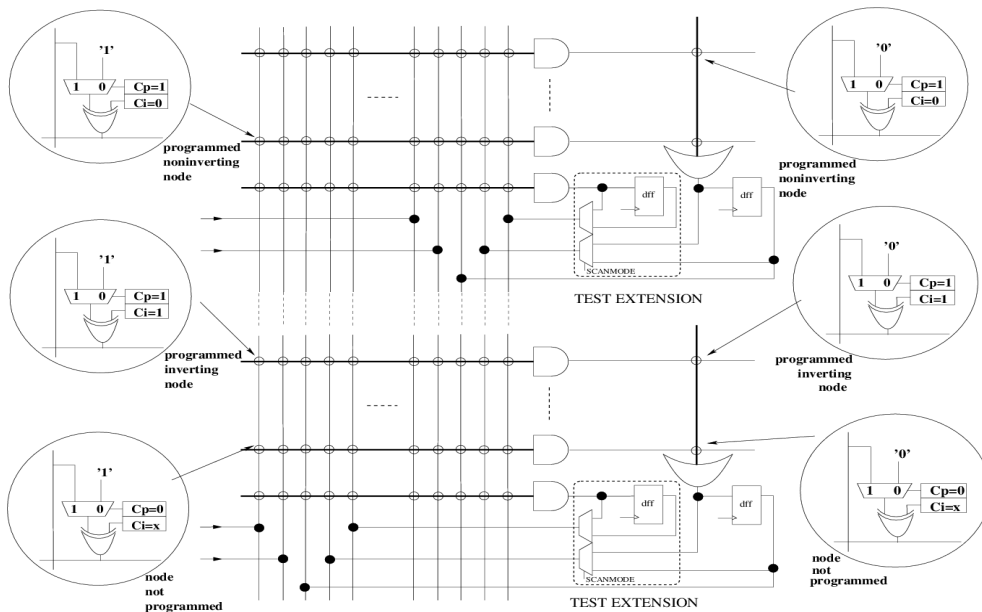 '1'
1 0
Cp=1
Ci=0
programmed
noninverting
node
'0'
1 0
Cp=1
Ci=0
programmed
noninverting
node
dff
dff
SCANMODE
TEST EXTENSION
'1'
1 0
Cp=1
Ci=1
programmed
inverting
node
'0'
1 0
Cp=1
Ci=1
programmed
inverting
node
'1'
1 0
Cp=0
Ci=x
node
not
programmed
'0'
1 0
Cp=0
Ci=x
node
not
programmed
dff
dff
SCANMODE
TEST EXTENSION